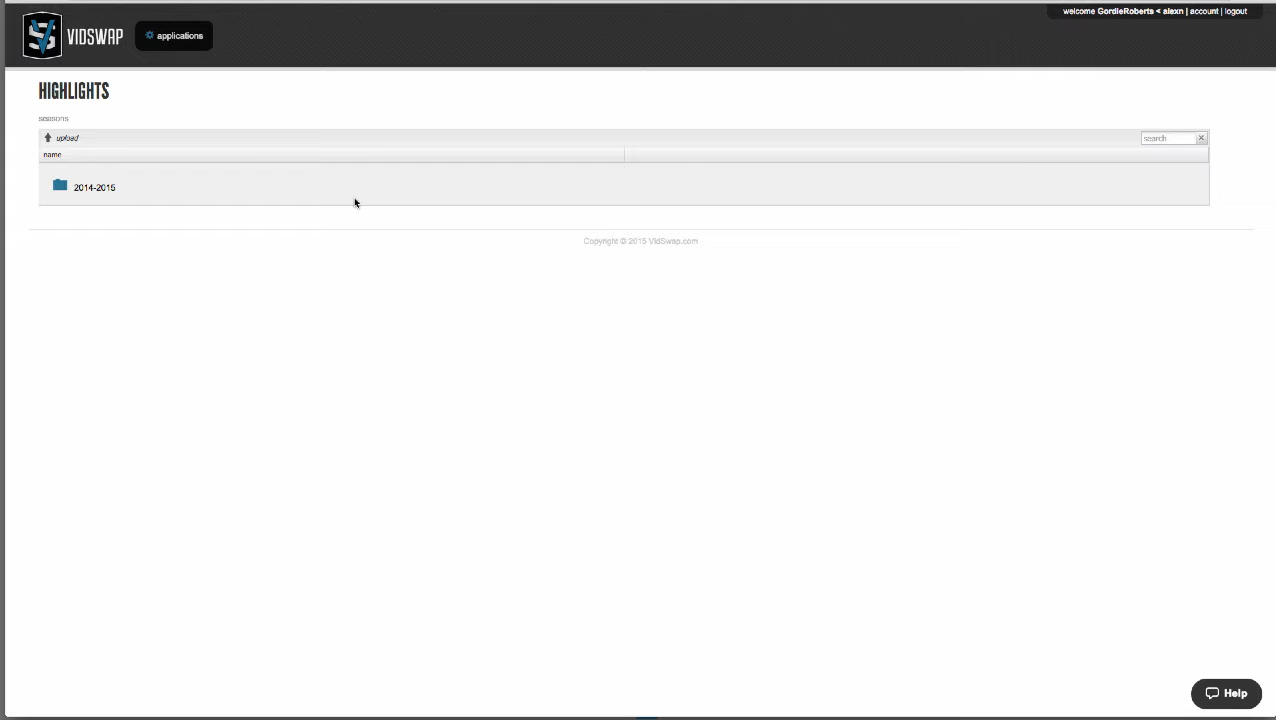 welcome GordieRoberts < alexn | account | logout
VIDSWAP
applications
HIGHLIGHTS
seasons
upload
search
name
2014-2015
Copyright © 2015 VidSwap.com
Help